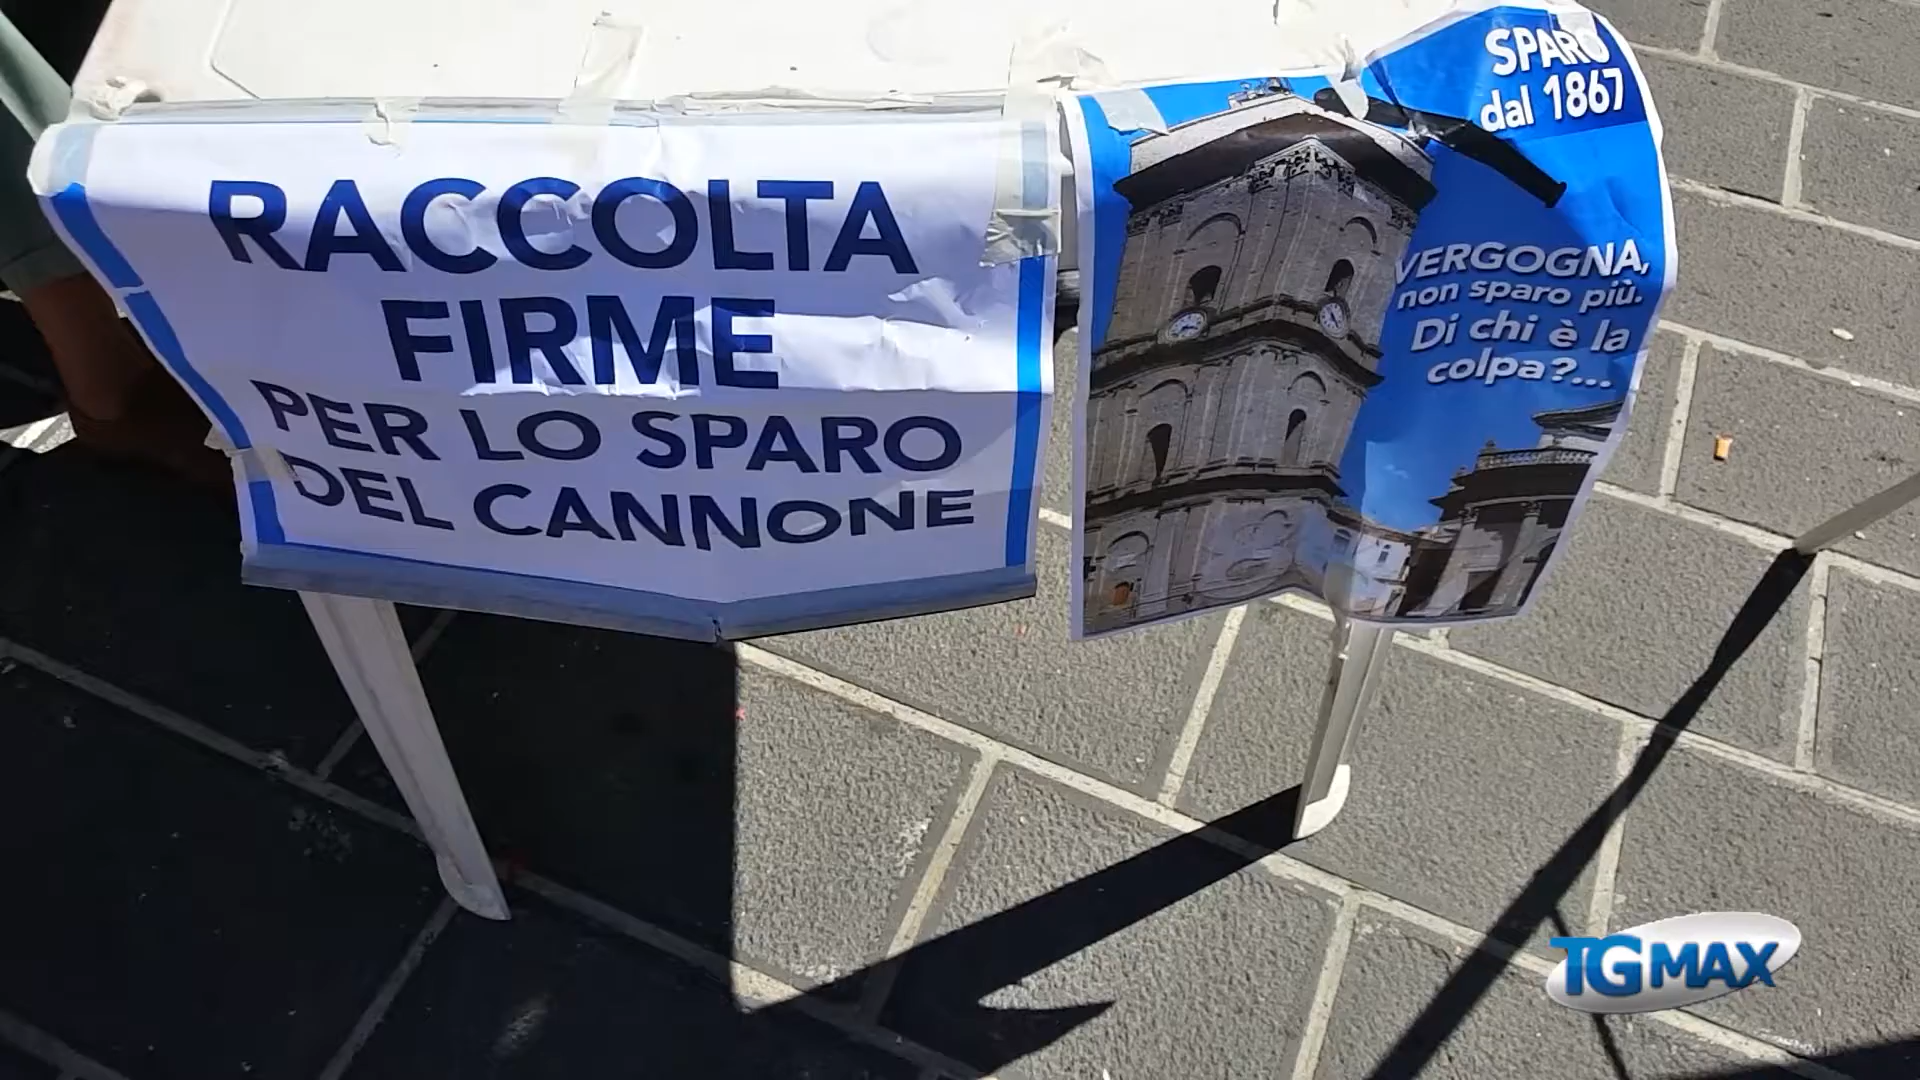 RACCOLTA
FIRME
PER LO SPARO
DEL CANNONE
SPARO
dal 1867
VERGOGNA,
non sparo più.
Di chi è la
colpa?...
TGMAX